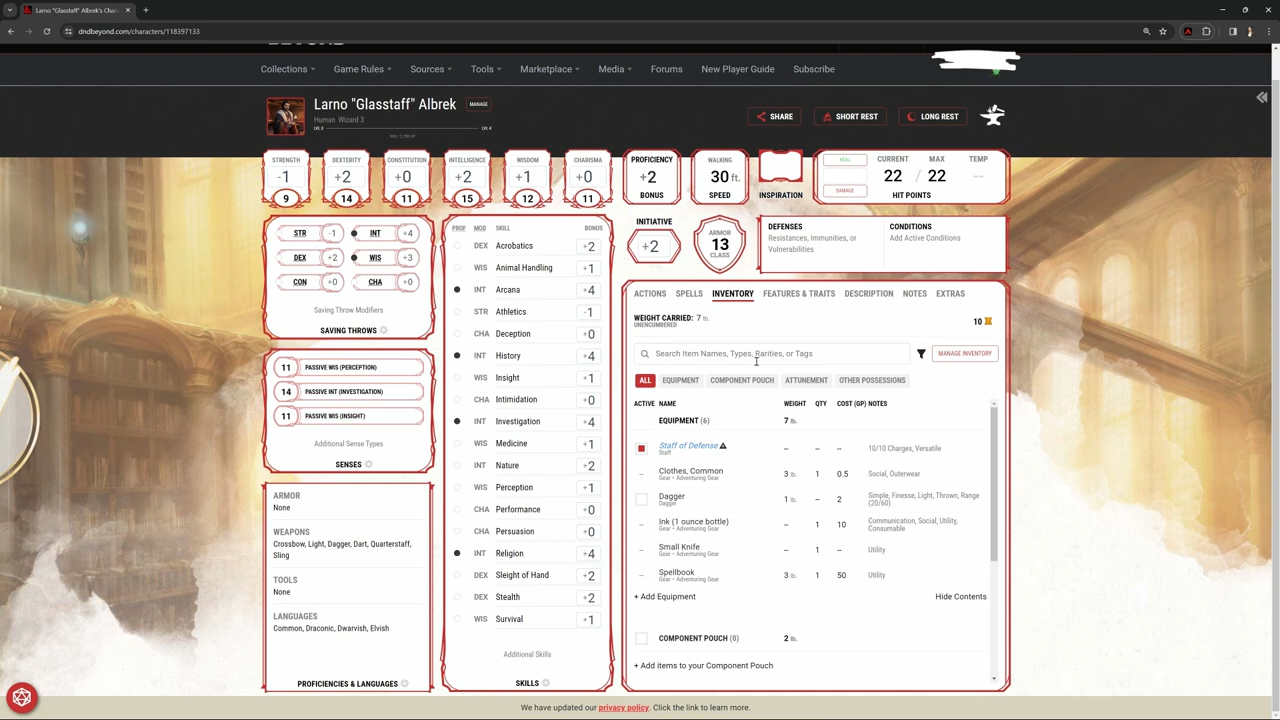 Larno "Glasstaff" Albrek's Chara
dndbeyond.com/characters/118397133
BEYOND
Collections Game Rules Sources Tools Marketplace Media Forums New Player Guide Subscribe
Larno "Glasstaff" Albrek MANAGE
Human Wizard 3
LVL 3 LVL 4
SHARE SHORT REST LONG REST
STRENGTH DEXTERITY CONSTITUTION INTELLIGENCE WISDOM CHARISMA
-1 +2 +0 +2 +1 +0
9 14 11 15 12 11
PROFICIENCY
+2
BONUS
WALKING
30 ft.
SPEED
INSPIRATION
HEAL
DAMAGE
CURRENT MAX TEMP
22 / 22 --
HIT POINTS
STR -1 INT +4
DEX +2 WIS +3
CON +0 CHA +0
Saving Throw Modifiers
SAVING THROWS
11 PASSIVE WIS (PERCEPTION)
14 PASSIVE INT (INVESTIGATION)
11 PASSIVE WIS (INSIGHT)
Additional Sense Types
SENSES
ARMOR
None
WEAPONS
Crossbow, Light, Dagger, Dart, Quarterstaff,
Sling
TOOLS
None
LANGUAGES
Common, Draconic, Dwarvish, Elvish
PROFICIENCIES & LANGUAGES
PROF MOD SKILL BONUS
DEX Acrobatics +2
WIS Animal Handling +1
INT Arcana +4
STR Athletics -1
CHA Deception +0
INT History +4
WIS Insight +1
CHA Intimidation +0
INT Investigation +4
WIS Medicine +1
INT Nature +2
WIS Perception +1
CHA Performance +0
CHA Persuasion +0
INT Religion +4
DEX Sleight of Hand +2
DEX Stealth +2
WIS Survival +1
Additional Skills
SKILLS
INITIATIVE
+2
ARMOR
13
CLASS
DEFENSES
Resistances, Immunities, or
Vulnerabilities
CONDITIONS
Add Active Conditions
ACTIONS SPELLS INVENTORY FEATURES & TRAITS DESCRIPTION NOTES EXTRAS
WEIGHT CARRIED: 7 lb.
UNENCUMBERED
10
Search Item Names, Types, Rarities, or Tags
MANAGE INVENTORY
ALL EQUIPMENT COMPONENT POUCH ATTUNEMENT OTHER POSSESSIONS
ACTIVE NAME WEIGHT QTY COST (GP) NOTES
EQUIPMENT (6) 7 lb.
Staff of Defense -- -- -- 10/10 Charges, Versatile
Staff
Clothes, Common 3 lb. 1 0.5 Social, Outerwear
Gear • Adventuring Gear
Dagger 1 lb. -- 2 Simple, Finesse, Light, Thrown, Range
Dagger (20/60)
Ink (1 ounce bottle) -- 1 10 Communication, Social, Utility,
Gear • Adventuring Gear Consumable
Small Knife -- 1 -- Utility
Gear • Adventuring Gear
Spellbook 3 lb. 1 50 Utility
Gear • Adventuring Gear
+ Add Equipment Hide Contents
COMPONENT POUCH (0) 2 lb.
+ Add items to your Component Pouch
We have updated our privacy policy. Click the link to learn more.